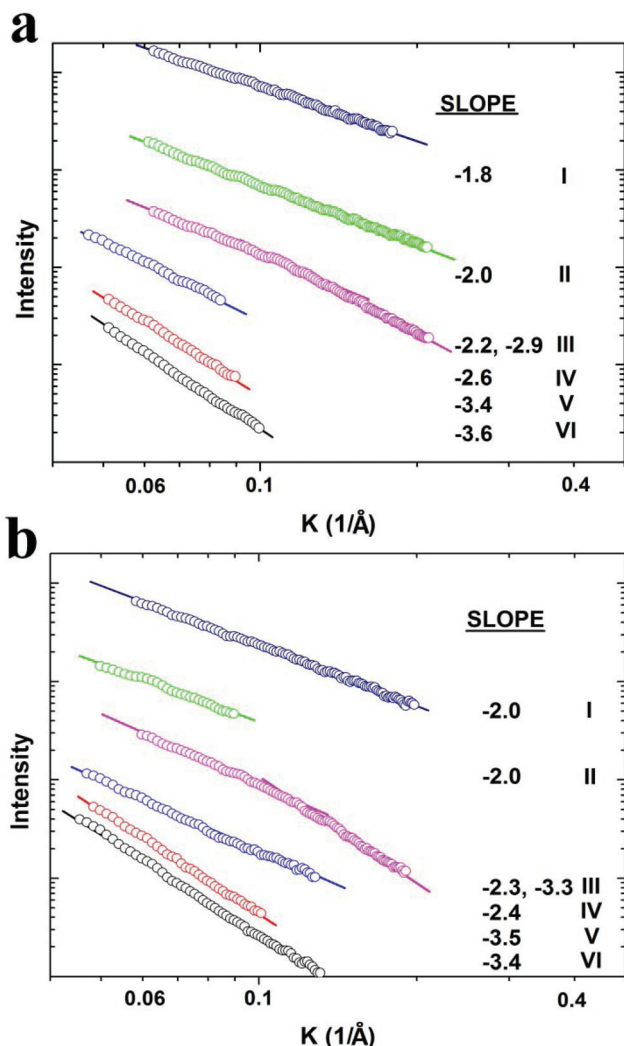 a
SLOPE
-1.8 I
-2.0 II
-2.2, -2.9 III
-2.6 IV
-3.4 V
-3.6 VI
Intensity
0.06 0.1 0.4
K (1/Å)
b
SLOPE
-2.0 I
-2.0 II
-2.3, -3.3 III
-2.4 IV
-3.5 V
-3.4 VI
Intensity
0.06 0.1 0.4
K (1/Å)